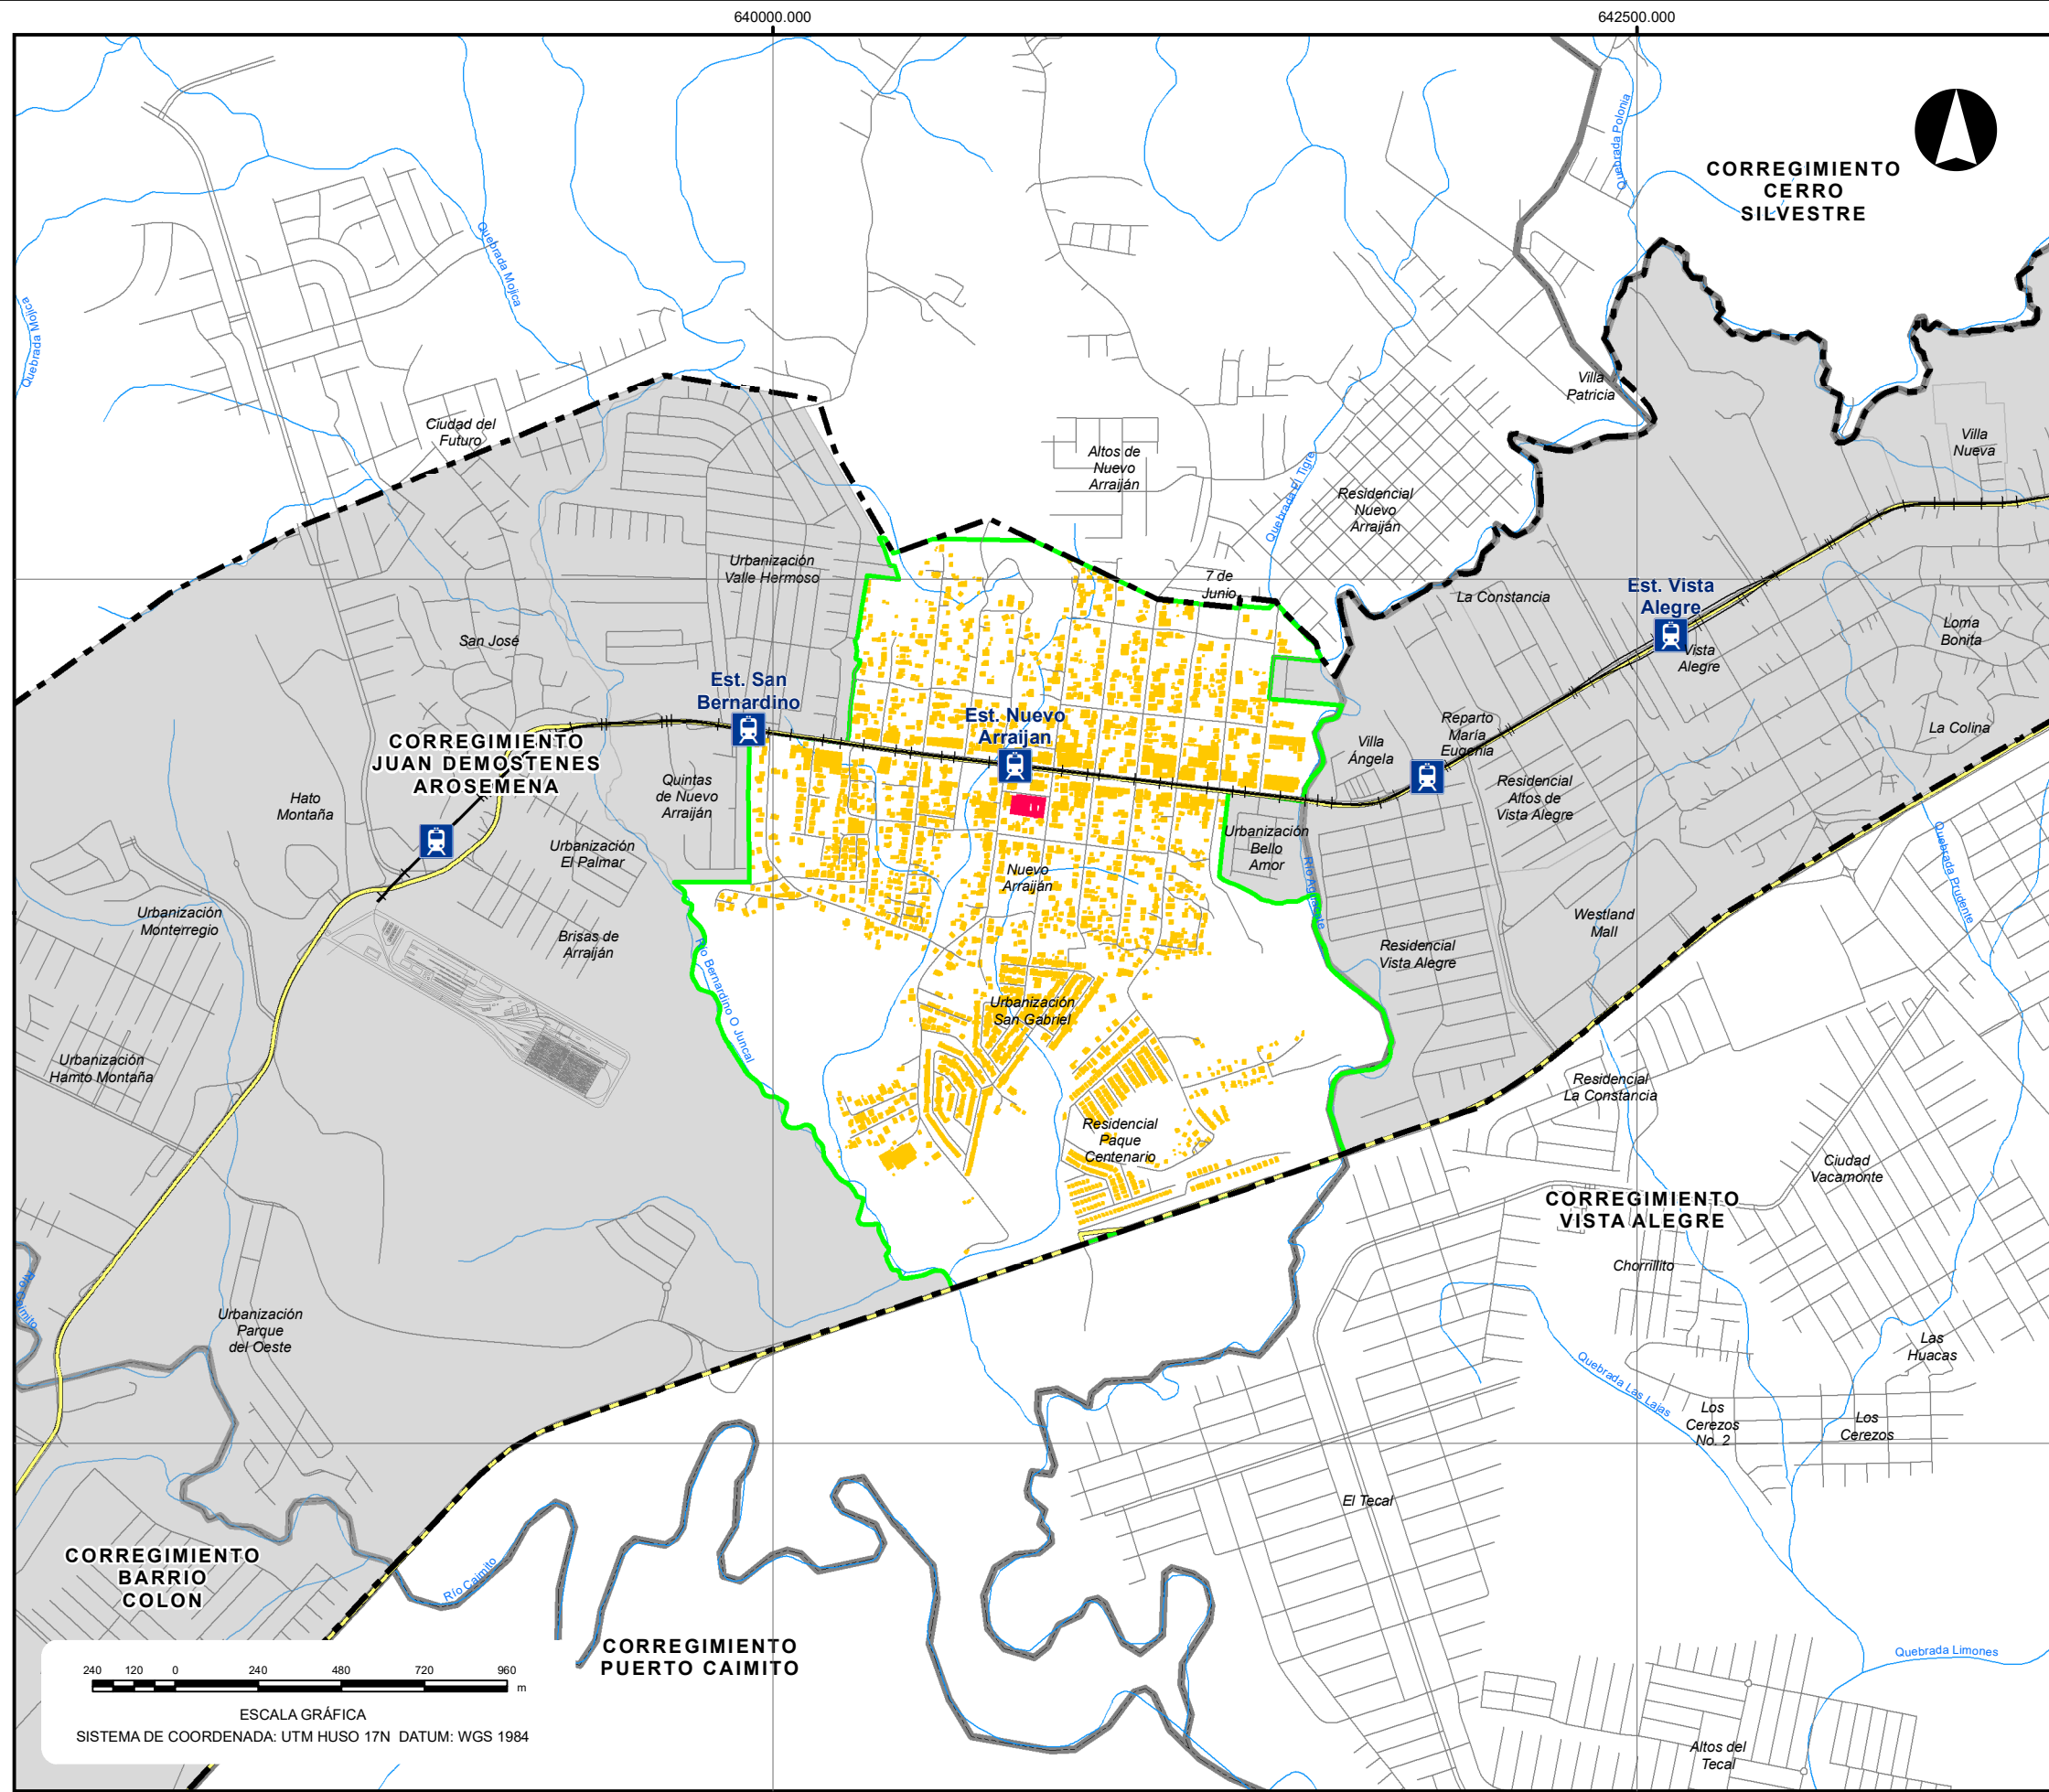 640000.000
642500.000
Quebrada Polonia
CORREGIMIENTO
CERRO
SILVESTRE
Quebrada Mojica
Quebrada Mojica
Villa
Patricia
Ciudad del
Futuro
Altos de
Nuevo
Arraiján
Villa
Nueva
Quebrada El Tigre
Residencial
Nuevo
Arraiján
Urbanización
Valle Hermoso
7 de
Junio
La Constancia
Est. Vista
Alegre
Vista
Alegre
Loma
Bonita
San José
Est. San
Bernardino
Est. Nuevo
Arraijan
CORREGIMIENTO
JUAN DEMOSTENES
AROSEMENA
Villa
Ángela
Reparto
María
Eugenia
La Colina
Quintas
de Nuevo
Arraiján
Residencial
Altos de
Vista Alegre
Hato
Montaña
Urbanización
El Palmar
Urbanización
Bello
Amor
Nuevo
Arraiján
Río Aguacate
Quebrada Prudente
Urbanización
Monterregio
Brisas de
Arraiján
Río Bernardino O Juncal
Westland
Mall
Residencial
Vista Alegre
Urbanización
San Gabriel
Urbanización
Hamto Montaña
Residencial
La Constancia
Residencial
Paque
Centenario
Ciudad
Vacamonte
CORREGIMIENTO
VISTA ALEGRE
Chorrillito
Río
Caimito
Urbanización
Parque
del Oeste
Las
Huacas
Quebrada Las Lajas
Los
Cerezos
No. 2
Los
Cerezos
El Tecal
CORREGIMIENTO
BARRIO
COLON
Río Caimito
CORREGIMIENTO
PUERTO CAIMITO
Quebrada Limones
240 120 0 240 480 720 960
m
ESCALA GRÁFICA
SISTEMA DE COORDENADA: UTM HUSO 17N DATUM: WGS 1984
Altos del
Tecal